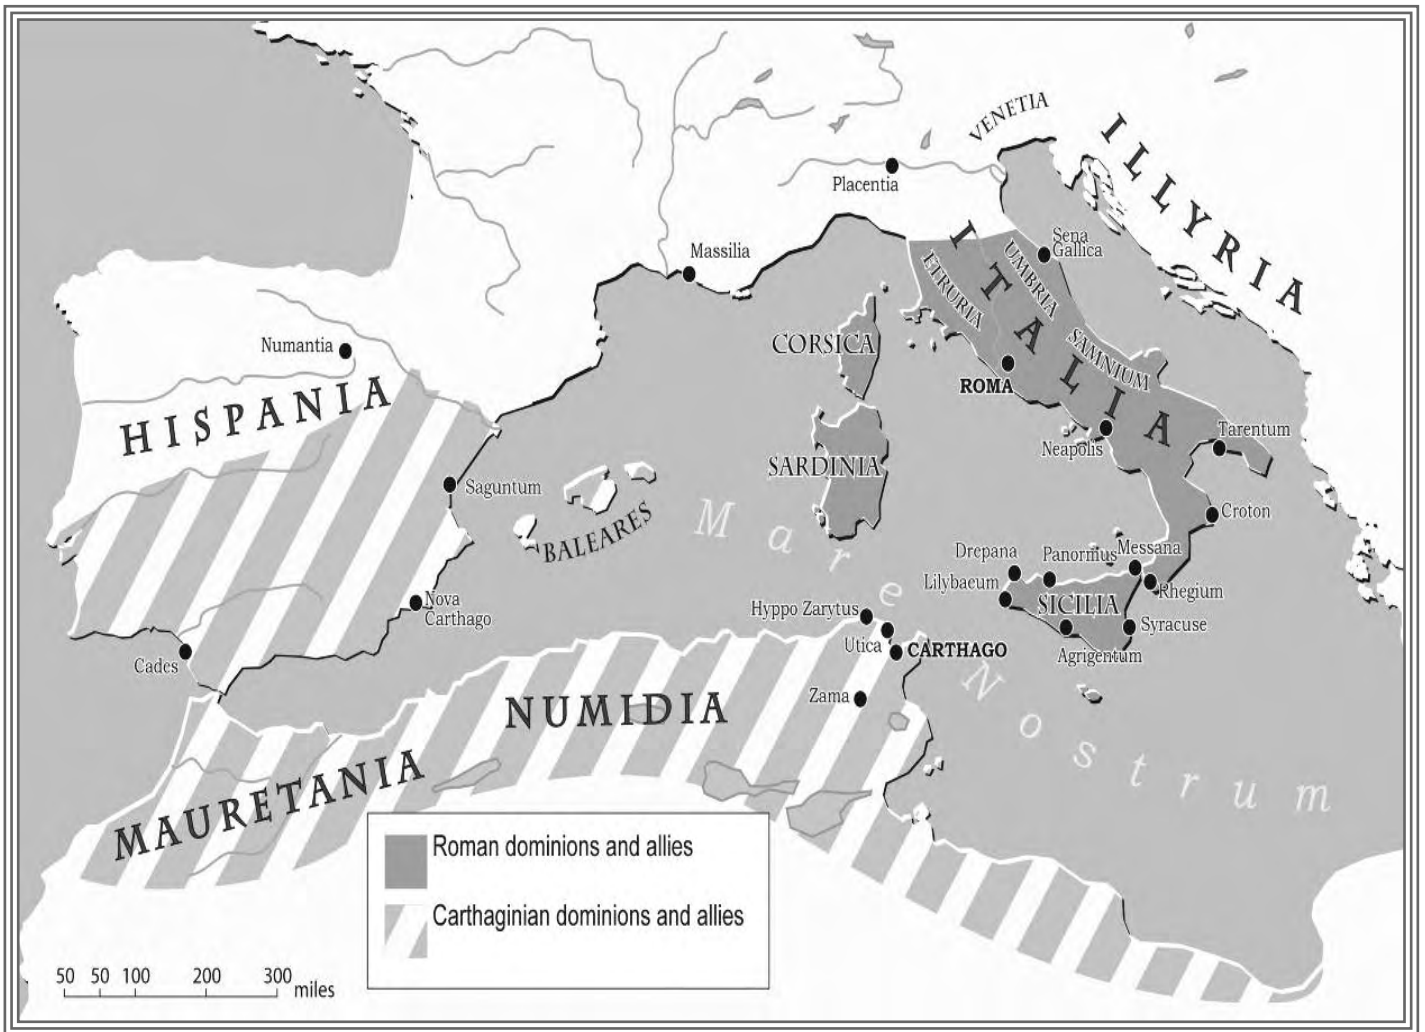 VENETIA
ILLYRIA
Placentia
Massilia
Sena
Gallica
ITALIA
UMBRIA
ETRURIA
SAMNIUM
CORSICA
ROMA
Numantia
HISPANIA
Neapolis
Tarentum
SARDINIA
Saguntum
BALEARES
Croton
Mare Nostrum
Drepana
Panormus
Messana
Lilybaeum
SICILIA
Rhegium
Nova
Carthago
Hyppo Zarytus
Syracuse
Utica
CARTHAGO
Agrigentum
Cades
Zama
NUMIDIA
MAURETANIA
Roman dominions and allies
Carthaginian dominions and allies
50 50 100 200 300
miles